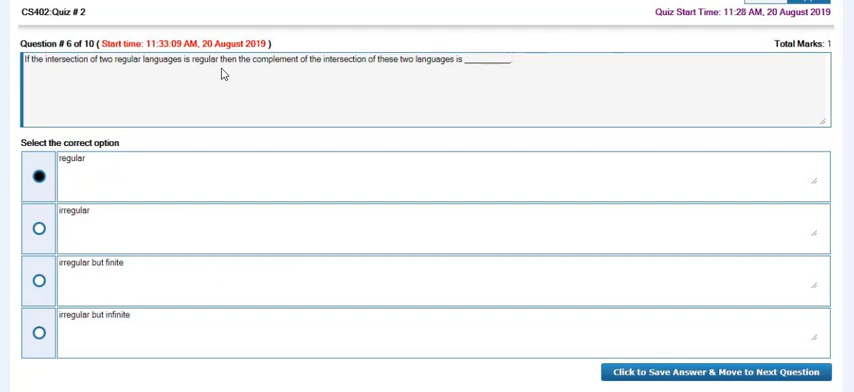 CS402:Quiz # 2
Quiz Start Time: 11:28 AM, 20 August 2019
Question # 6 of 10 ( Start time: 11:33:09 AM, 20 August 2019 )
Total Marks: 1
If the intersection of two regular languages is regular then the complement of the intersection of these two languages is __________.
Select the correct option
regular
irregular
irregular but finite
irregular but infinite
Click to Save Answer & Move to Next Question